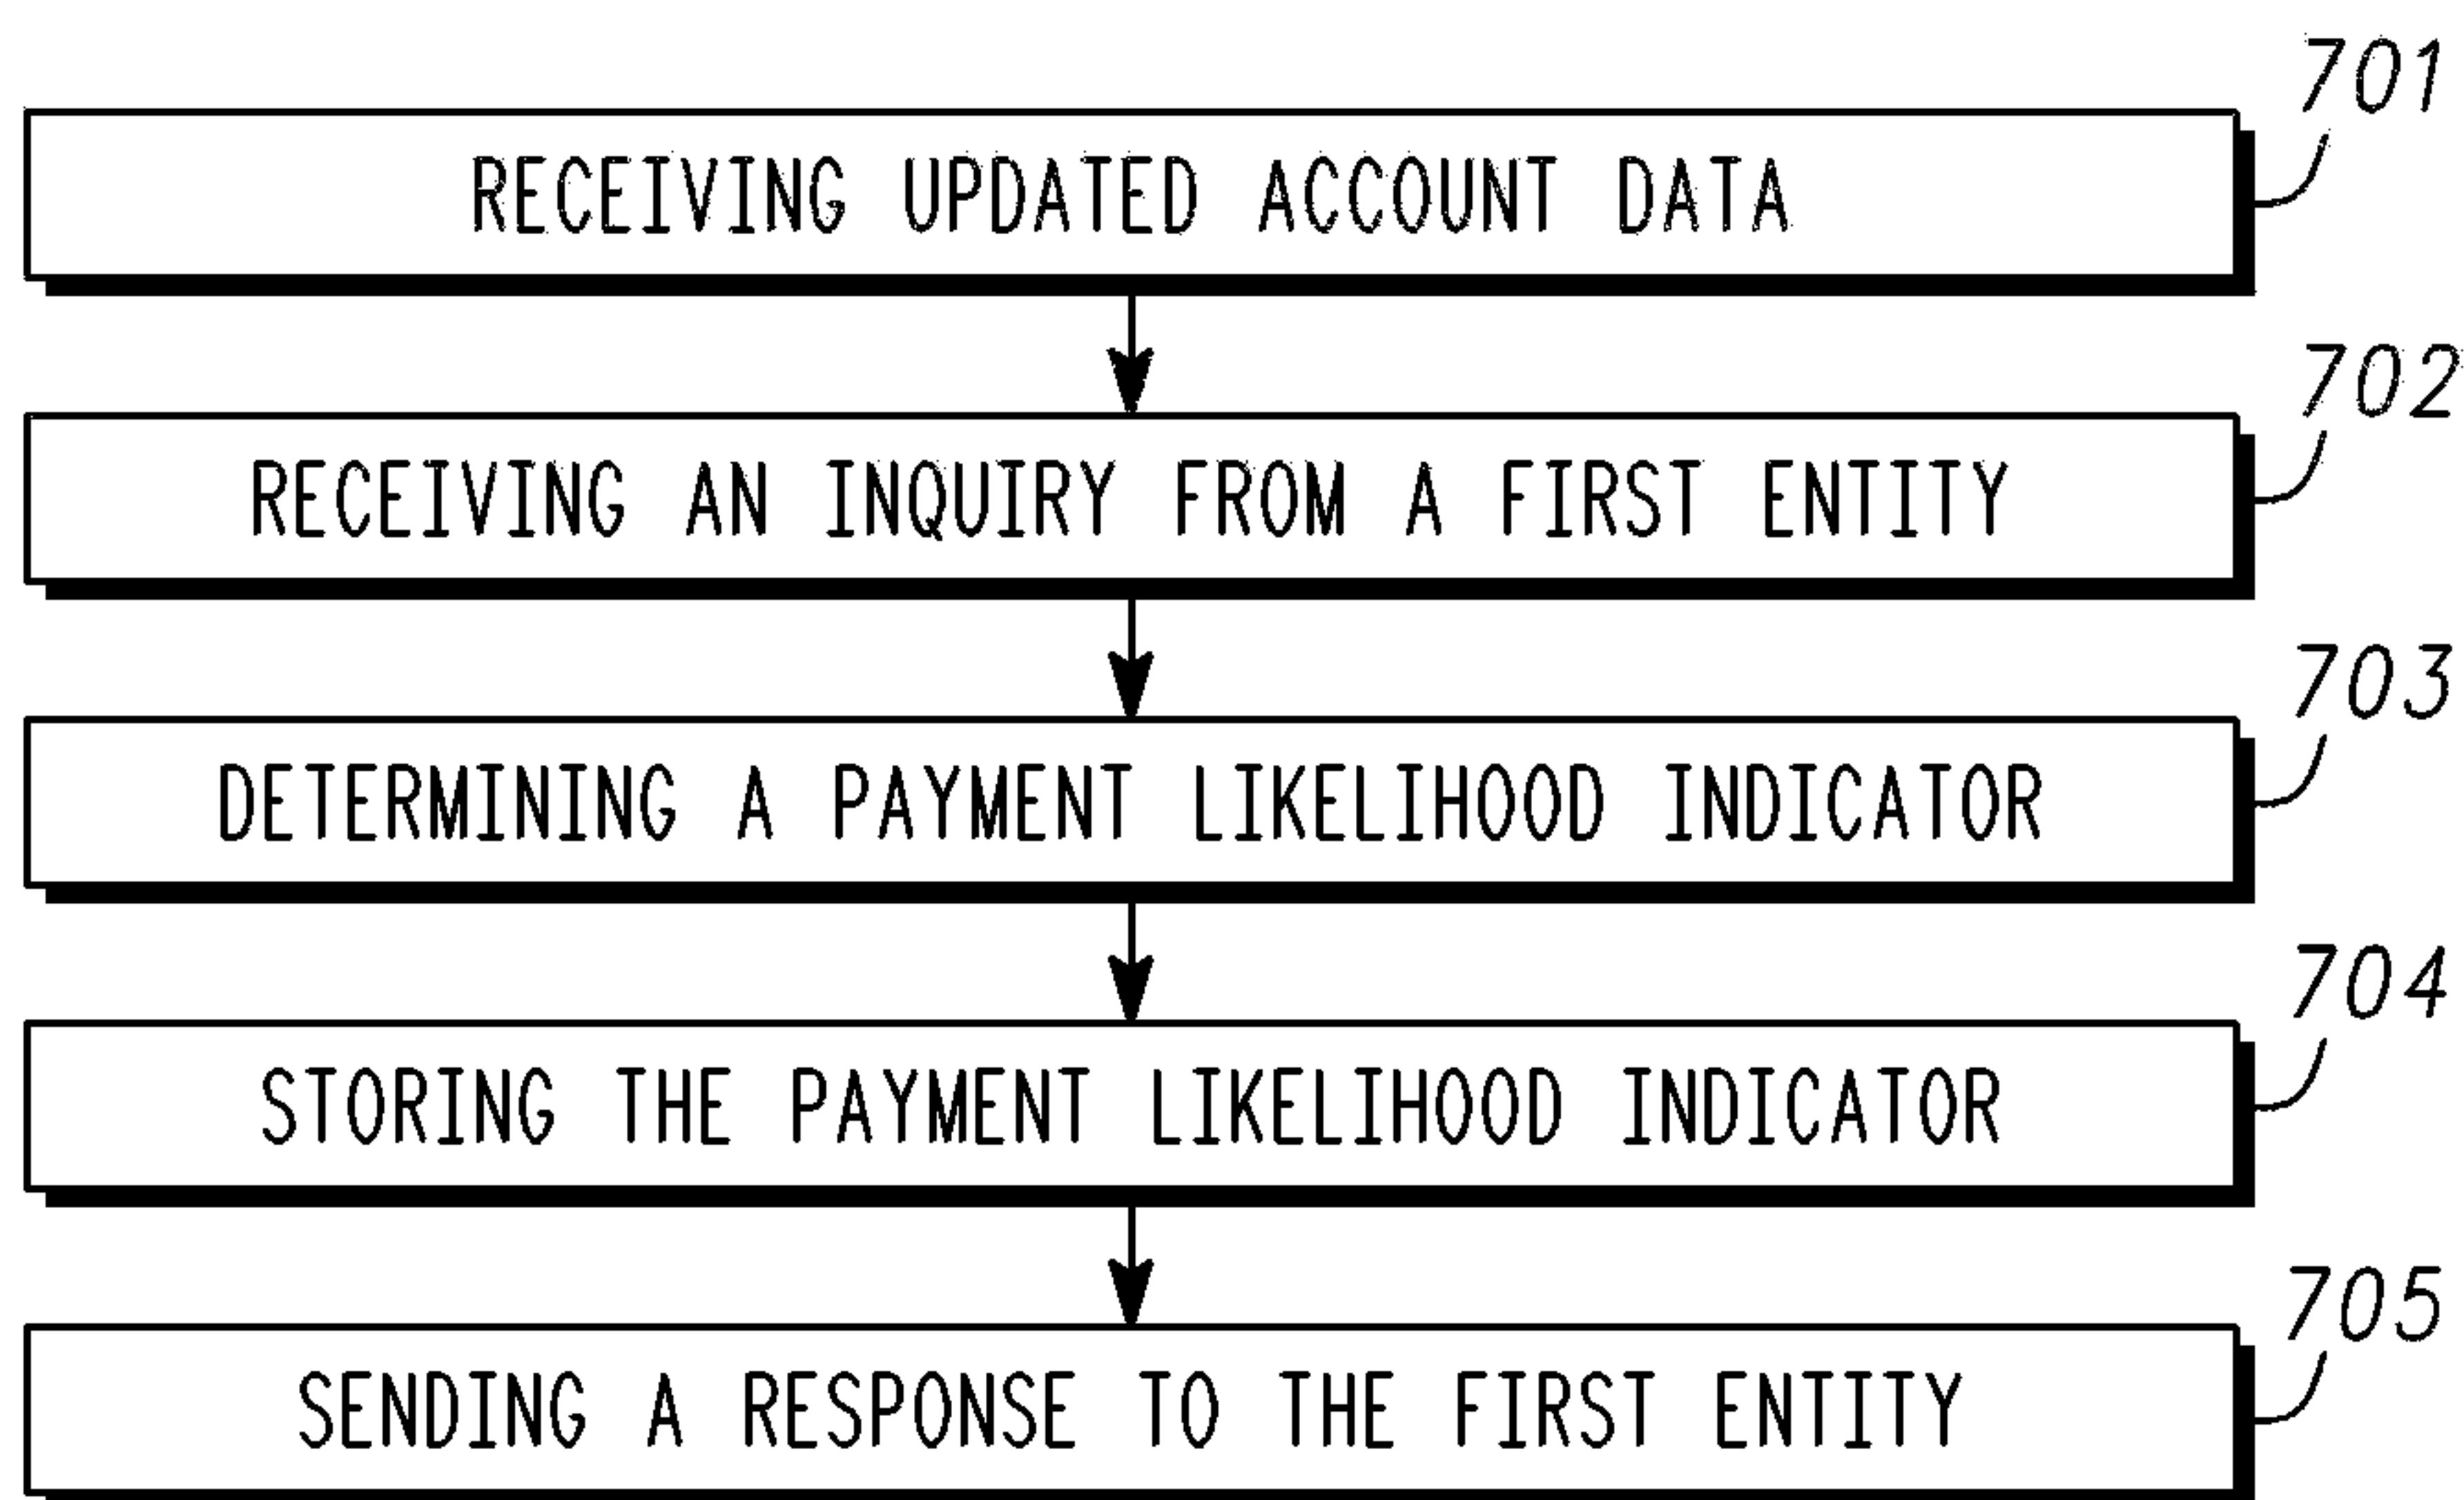 701
RECEIVING UPDATED ACCOUNT DATA
702
RECEIVING AN INQUIRY FROM A FIRST ENTITY
703
DETERMINING A PAYMENT LIKELIHOOD INDICATOR
704
STORING THE PAYMENT LIKELIHOOD INDICATOR
705
SENDING A RESPONSE TO THE FIRST ENTITY